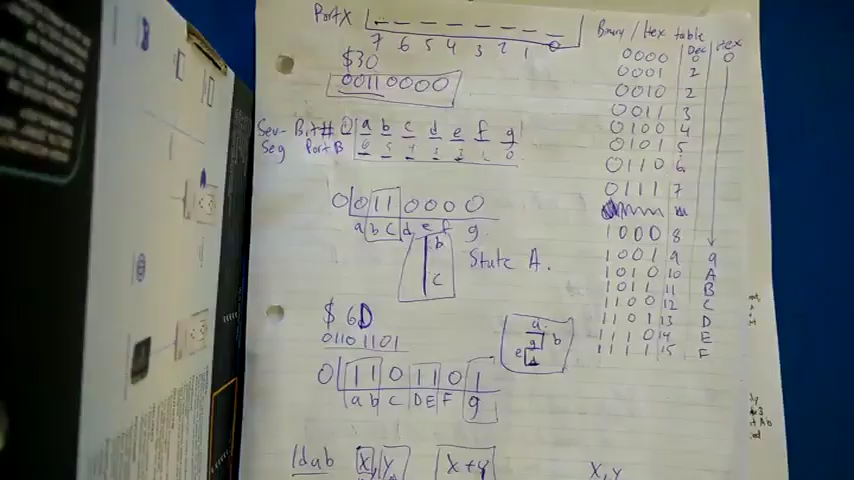 PortX
7 6 5 4 3 2 1 0
$30
00110000
Sev- Bit# 0 a b c d e f g
Seg PortB 6 5 4 3 2 1 0
0 0 1 1 0 0 0 0
a b c d e f g
b
c
State A.
$6D
0110 1101
0 1 1 0 1 1 0 1
a b C D E f g
a
g b
e d
ldab X, Y, X+Y X, Y
Binary / Hex table
Dec Hex
0000 0 0
0001 2
0010 2
0011 3
0100 4
0101 5
0110 6
0111 7
1000 8
1001 9 9
1010 10 A
1011 11 B
1100 12 C
1101 13 D
1110 14 E
1111 15 F